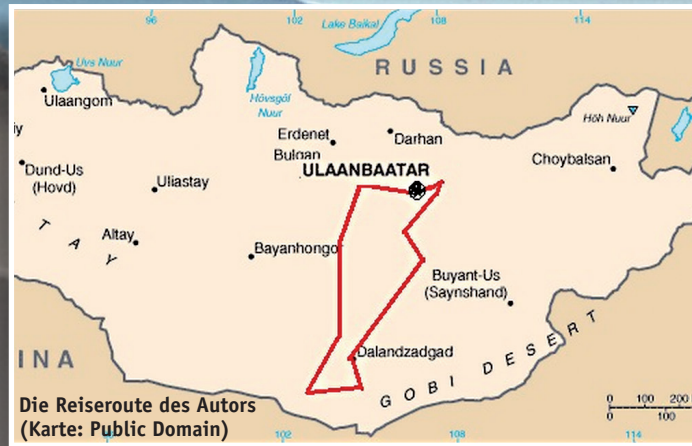 96
102
108
114
Lake Baikal
RUSSIA
Uvs Nuur
Ulaangom
Hövsgöl
Nuur
Höh Nuur
Erdenet
Darhan
Bulgan
Choybalsan
Dund-Us
(Hovd)
Uliastay
ULAANBAATAR
TAY
Altay
Bayanhongor
Buyant-Us
(Saynshand)
Dalandzadgad
INA
GOBI DESERT
0 100 200
0 100
102
108
114
Die Reiseroute des Autors
(Karte: Public Domain)